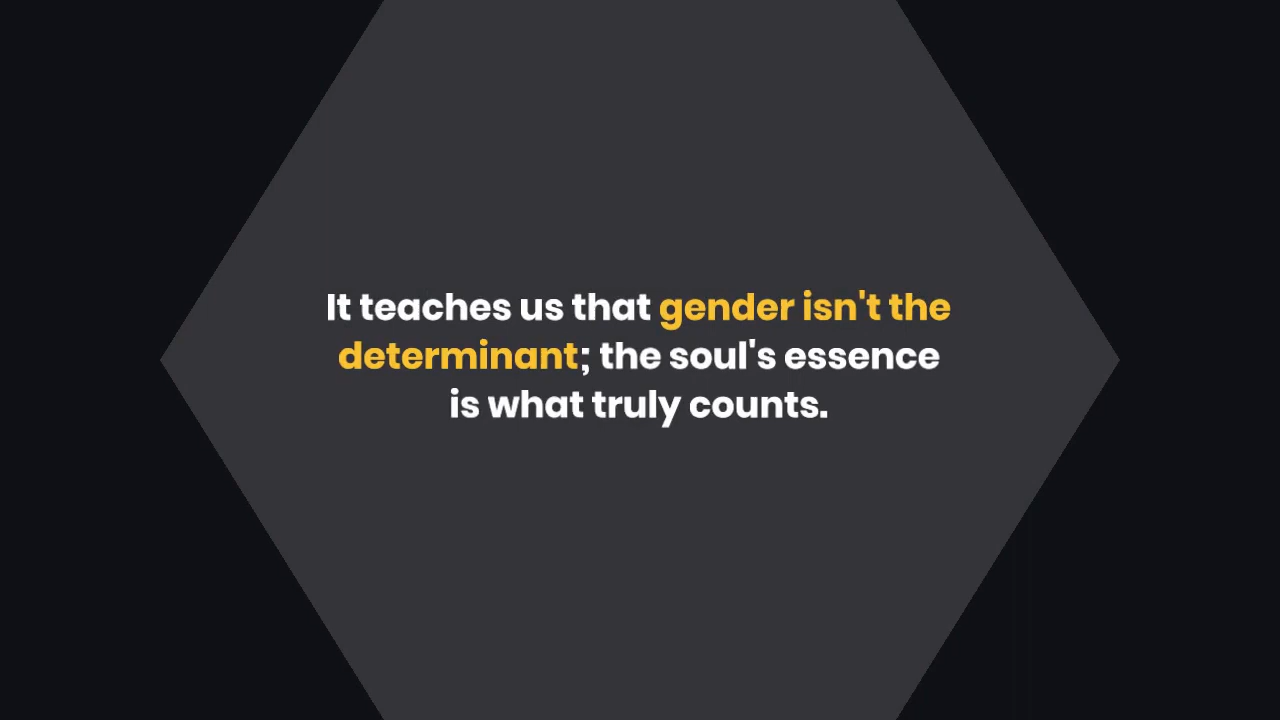 It teaches us that gender isn't the
determinant; the soul's essence
is what truly counts.